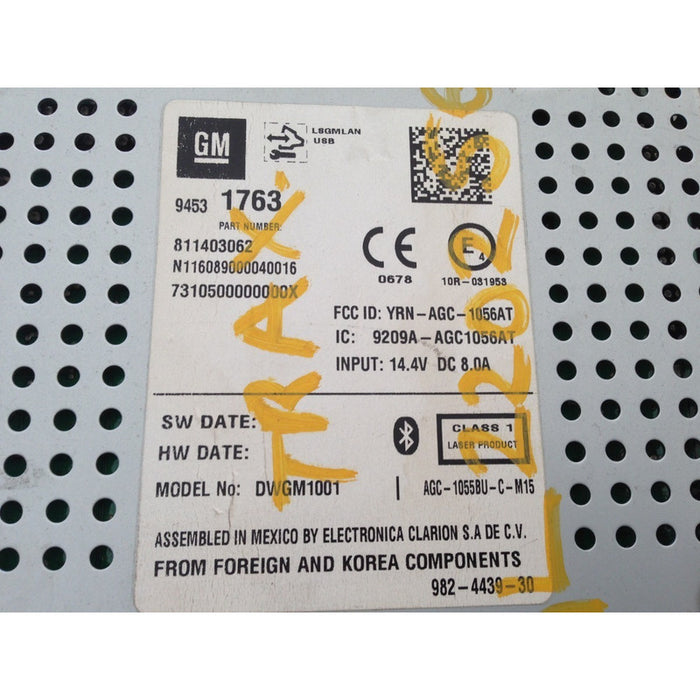 GM
LSGMLAN
USB
9453 1763
PART NUMBER:
811403062
N116089000040016
7310500000000X
CE
0678
E4
10R-031953
FCC ID: YRN-AGC-1056AT
IC: 9209A-AGC1056AT
INPUT: 14.4V DC 8.0A
SW DATE:
HW DATE:
CLASS 1
LASER PRODUCT
MODEL No: DWGM1001 | AGC-1055BU-C-M15
ASSEMBLED IN MEXICO BY ELECTRONICA CLARION S.A DE C.V.
FROM FOREIGN AND KOREA COMPONENTS
982-4439-30
TRAX